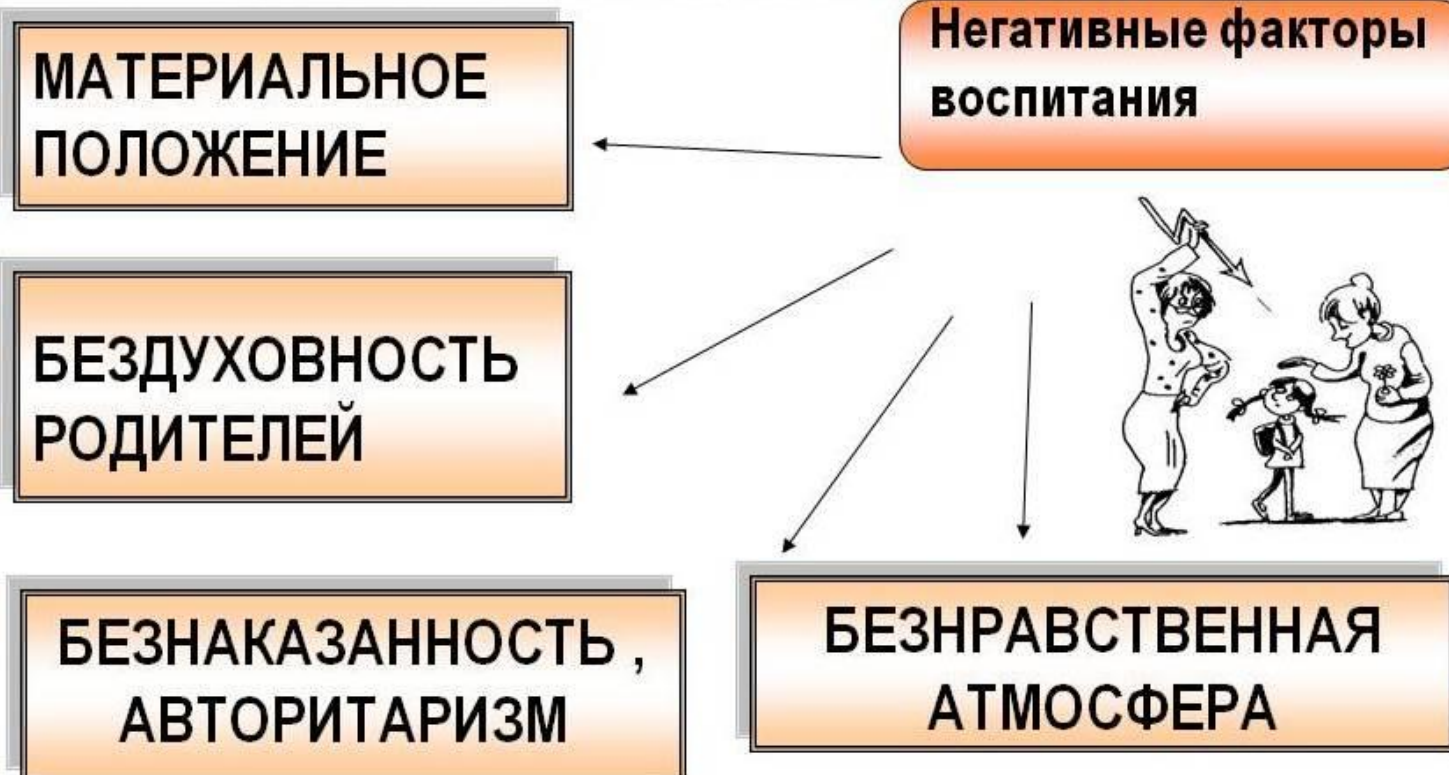 Негативные факторы
воспитания
МАТЕРИАЛЬНОЕ
ПОЛОЖЕНИЕ
БЕЗДУХОВНОСТЬ
РОДИТЕЛЕЙ
БЕЗНАКАЗАННОСТЬ ,
АВТОРИТАРИЗМ
БЕЗНРАВСТВЕННАЯ
АТМОСФЕРА